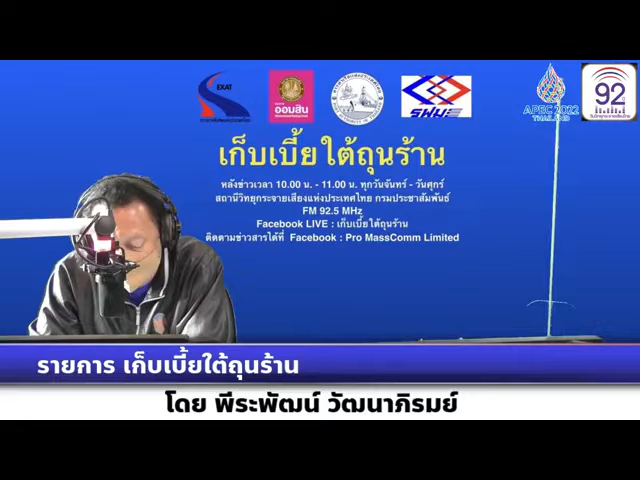 EXAT
ออมสิน
รฟม
APEC 2022
THAILAND
92
เก็บเบี้ยใต้ถุนร้าน
หลังข่าวเวลา 10.00 น. - 11.00 น. ทุกวันจันทร์ - วันศุกร์
สถานีวิทยุกระจายเสียงแห่งประเทศไทย กรมประชาสัมพันธ์
FM 92.5 MHz
Facebook LIVE : เก็บเบี้ยใต้ถุนร้าน
ติดตามข่าวสารได้ที่ Facebook : Pro MassComm Limited
รายการ เก็บเบี้ยใต้ถุนร้าน
โดย พีระพัฒน์ วัฒนาภิรมย์